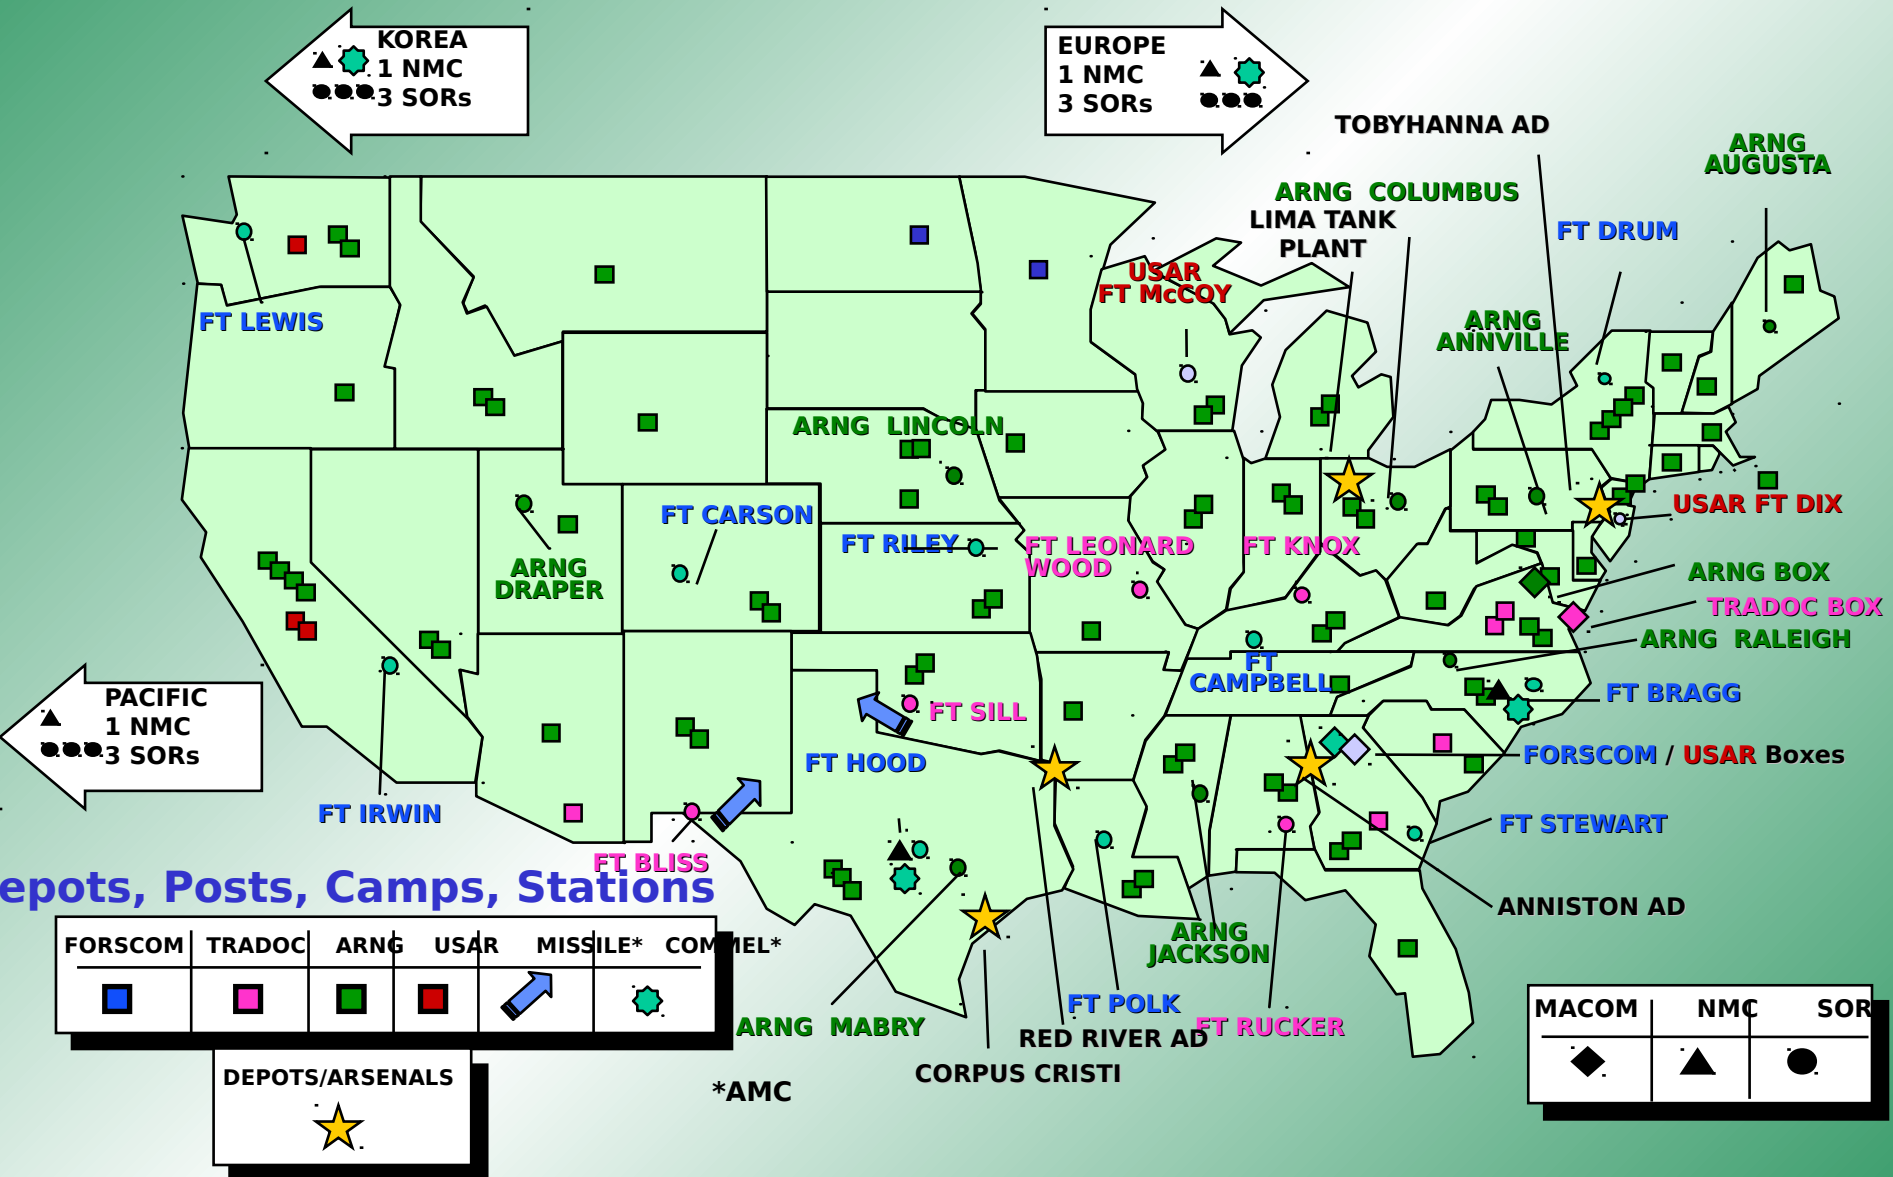 KOREA
1 NMC
3 SORs
EUROPE
1 NMC
3 SORs
TOBYHANNA AD
ARNG
AUGUSTA
ARNG COLUMBUS
LIMA TANK
PLANT
FT DRUM
USAR
FT McCOY
FT LEWIS
ARNG
ANNVILLE
ARNG LINCOLN
FT CARSON
USAR FT DIX
FT RILEY
FT LEONARD
WOOD
FT KNOX
ARNG
DRAPER
ARNG BOX
TRADOC BOX
ARNG RALEIGH
FT
CAMPBELL
FT BRAGG
PACIFIC
1 NMC
3 SORs
FT SILL
FT HOOD
FORSCOM / USAR Boxes
FT IRWIN
FT STEWART
FT BLISS
epots, Posts, Camps, Stations
ANNISTON AD
FORSCOM TRADOC ARNG USAR MISSILE* COMMEL*
ARNG
JACKSON
FT POLK
ARNG MABRY
RED RIVER AD
FT RUCKER
CORPUS CRISTI
MACOM NMC SOR
DEPOTS/ARSENALS
*AMC